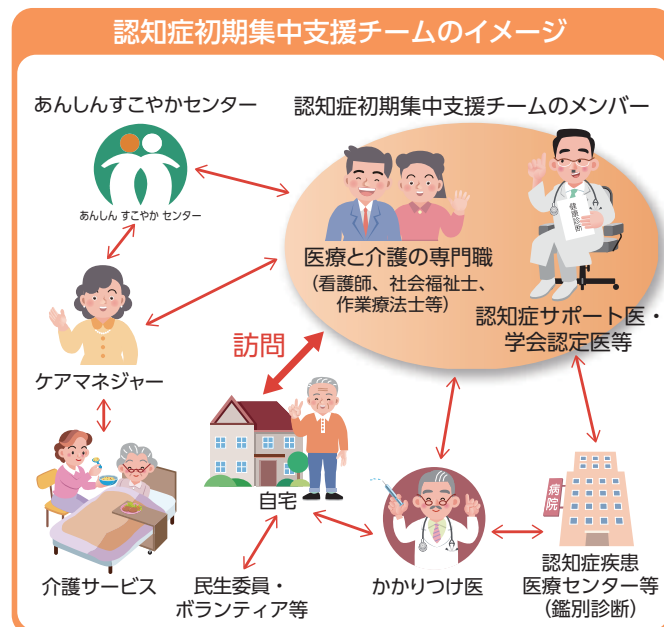 認知症初期集中支援チームのイメージ
あんしんすこやかセンター
認知症初期集中支援チームのメンバー
あんしん すこやか センター
健康診断
医療と介護の専門職
(看護師、社会福祉士、
作業療法士等)
認知症サポート医・
学会認定医等
訪問
ケアマネジャー
自宅
病院
介護サービス
民生委員・
ボランティア等
かかりつけ医
認知症疾患
医療センター等
(鑑別診断)